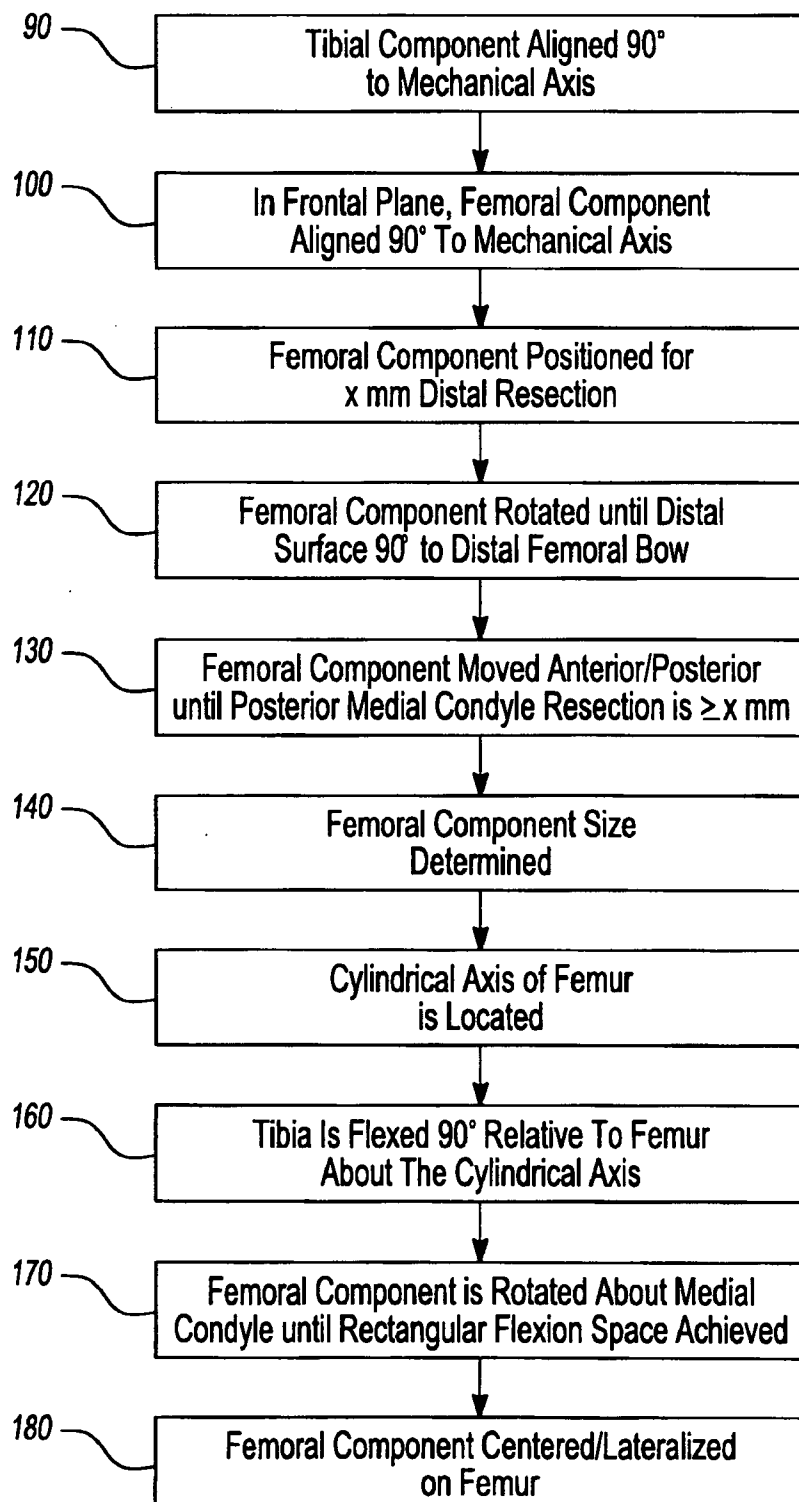 90
Tibial Component Aligned 90°
to Mechanical Axis
100
In Frontal Plane, Femoral Component
Aligned 90° To Mechanical Axis
110
Femoral Component Positioned for
x mm Distal Resection
120
Femoral Component Rotated until Distal
Surface 90° to Distal Femoral Bow
130
Femoral Component Moved Anterior/Posterior
until Posterior Medial Condyle Resection is ≥ x mm
140
Femoral Component Size
Determined
150
Cylindrical Axis of Femur
is Located
160
Tibia Is Flexed 90° Relative To Femur
About The Cylindrical Axis
170
Femoral Component is Rotated About Medial
Condyle until Rectangular Flexion Space Achieved
180
Femoral Component Centered/Lateralized
on Femur